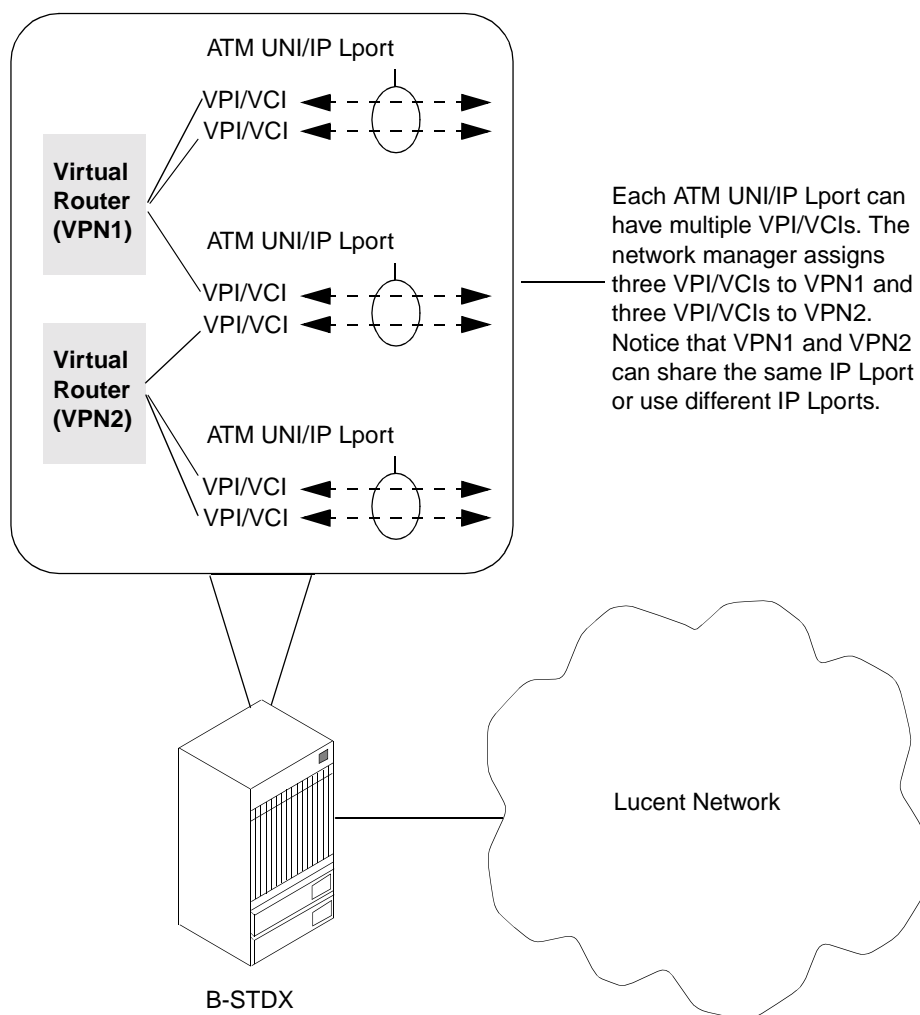 ATM UNI/IP Lport
VPI/VCI
VPI/VCI
Virtual
Router
(VPN1)
ATM UNI/IP Lport
VPI/VCI
VPI/VCI
Virtual
Router
(VPN2)
ATM UNI/IP Lport
VPI/VCI
VPI/VCI
Each ATM UNI/IP Lport can
have multiple VPI/VCIs. The
network manager assigns
three VPI/VCIs to VPN1 and
three VPI/VCIs to VPN2.
Notice that VPN1 and VPN2
can share the same IP Lport
or use different IP Lports.
Lucent Network
B-STDX